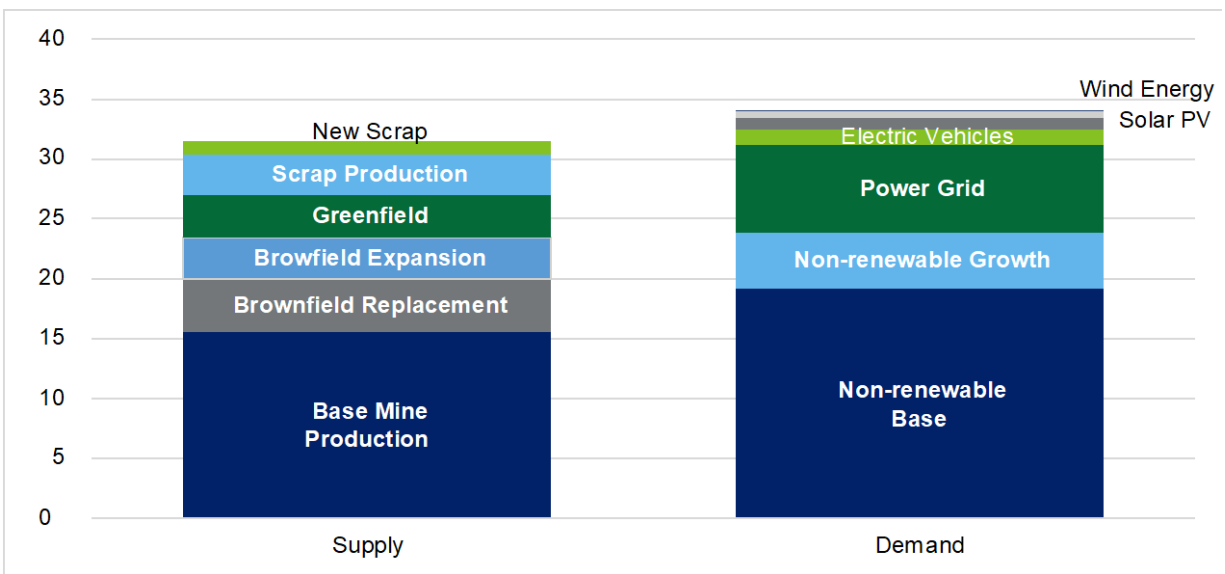 40
35
30
25
20
15
10
5
0
New Scrap
Scrap Production
Greenfield
Browfield Expansion
Brownfield Replacement
Base Mine
Production
Supply
Wind Energy
Solar PV
Electric Vehicles
Power Grid
Non-renewable Growth
Non-renewable
Base
Demand